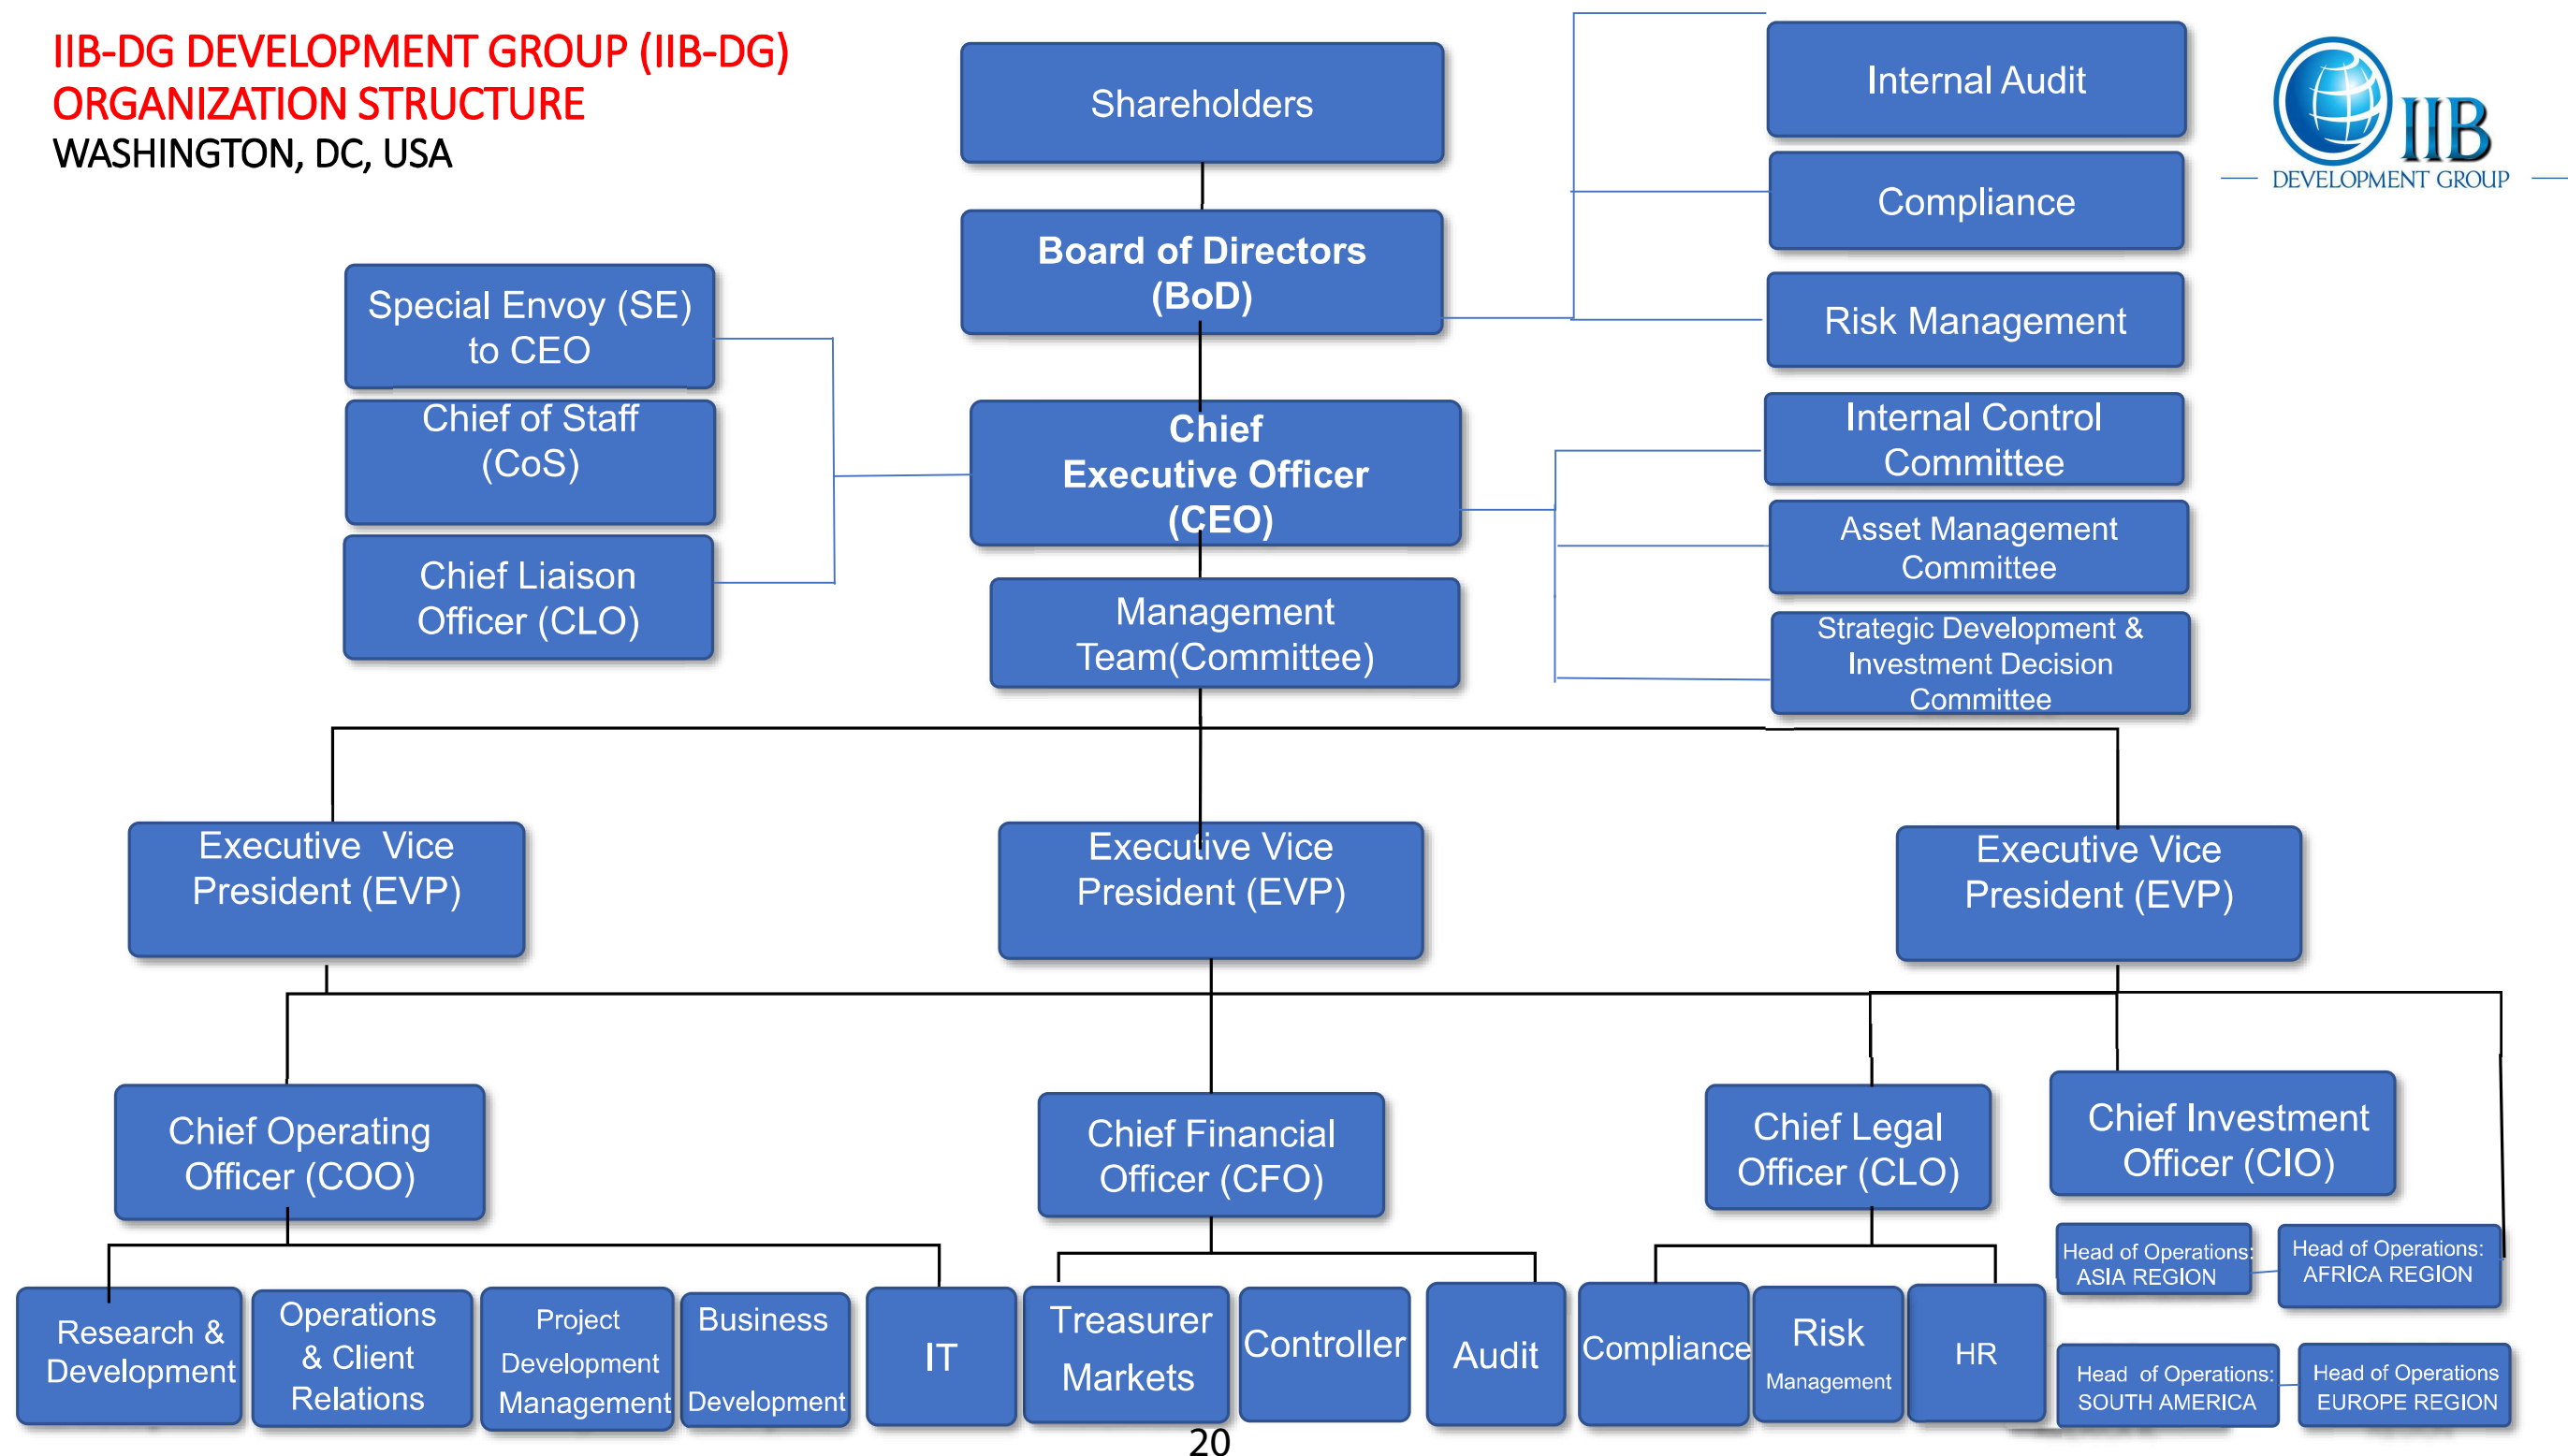 IIB-DG DEVELOPMENT GROUP (IIB-DG)
ORGANIZATION STRUCTURE
WASHINGTON, DC, USA
Shareholders
Internal Audit
IIB
DEVELOPMENT GROUP
Compliance
Board of Directors
(BoD)
Risk Management
Special Envoy (SE)
to CEO
Chief of Staff
(CoS)
Chief Liaison
Officer (CLO)
Chief
Executive Officer
(CEO)
Internal Control
Committee
Asset Management
Committee
Strategic Development &
Investment Decision
Committee
Management
Team(Committee)
Executive Vice
President (EVP)
Executive Vice
President (EVP)
Executive Vice
President (EVP)
Chief Operating
Officer (COO)
Chief Financial
Officer (CFO)
Chief Legal
Officer (CLO)
Chief Investment
Officer (CIO)
Head of Operations:
ASIA REGION
Head of Operations:
AFRICA REGION
Research &
Development
Operations
& Client
Relations
Project
Development
Management
Business
Development
IT
Treasurer
Markets
Controller
Audit
Compliance
Risk
Management
HR
Head of Operations:
SOUTH AMERICA
Head of Operations
EUROPE REGION
20